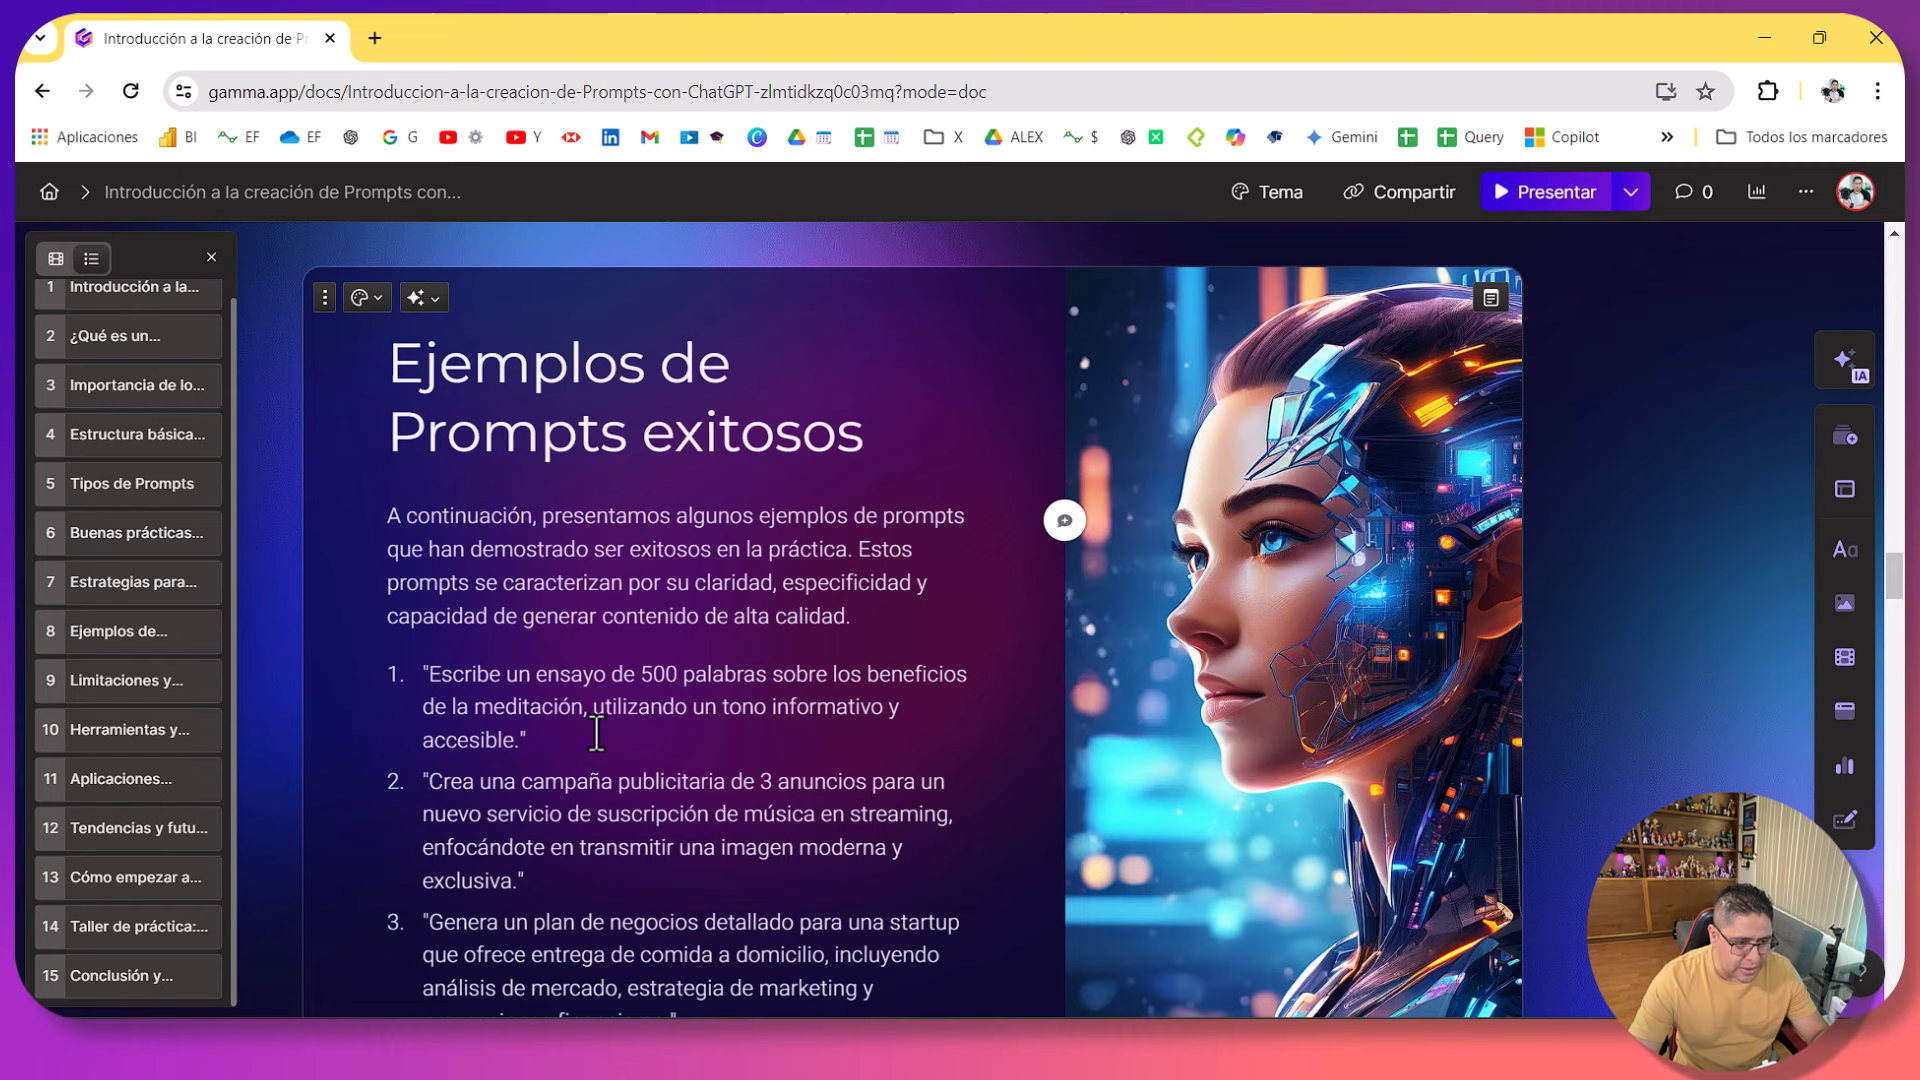 Introducción a la creación de P
gamma.app/docs/Introduccion-a-la-creacion-de-Prompts-con-ChatGPT-zlmtidkzq0c03mq?mode=doc
Aplicaciones BI EF EF G Y X ALEX $ Gemini Query Copilot » Todos los marcadores
Introducción a la creación de Prompts con...
Tema Compartir Presentar 0
1 Introducción a la...
2 ¿Qué es un...
3 Importancia de lo...
4 Estructura básica...
5 Tipos de Prompts
6 Buenas prácticas...
7 Estrategias para...
8 Ejemplos de...
9 Limitaciones y...
10 Herramientas y...
11 Aplicaciones...
12 Tendencias y futu...
13 Cómo empezar a...
14 Taller de práctica:...
15 Conclusión y...
Ejemplos de
Prompts exitosos
A continuación, presentamos algunos ejemplos de prompts
que han demostrado ser exitosos en la práctica. Estos
prompts se caracterizan por su claridad, especificidad y
capacidad de generar contenido de alta calidad.
1. "Escribe un ensayo de 500 palabras sobre los beneficios
de la meditación, utilizando un tono informativo y
accesible."
2. "Crea una campaña publicitaria de 3 anuncios para un
nuevo servicio de suscripción de música en streaming,
enfocándote en transmitir una imagen moderna y
exclusiva."
3. "Genera un plan de negocios detallado para una startup
que ofrece entrega de comida a domicilio, incluyendo
análisis de mercado, estrategia de marketing y
IA
Aa
?